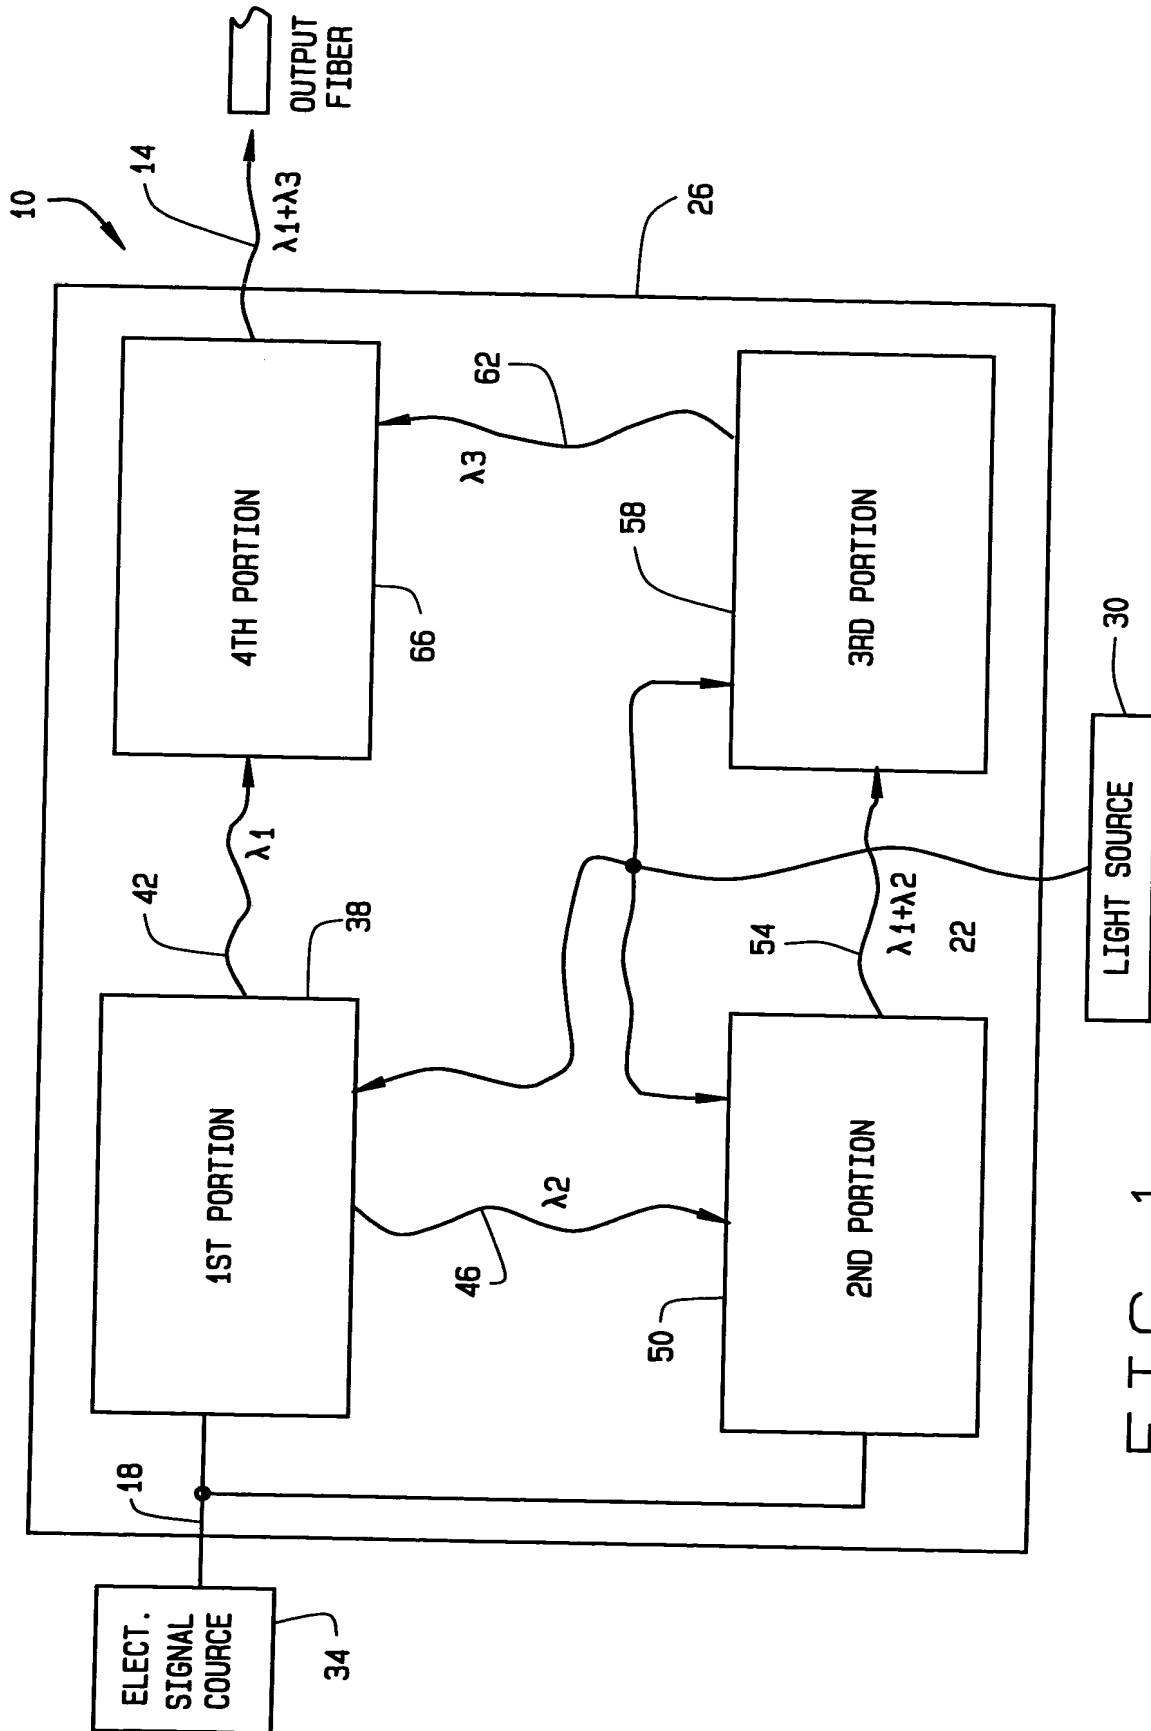 10
14
λ1+λ3
OUTPUT
FIBER
26
4TH PORTION
66
62
λ3
58
3RD PORTION
42
λ1
38
1ST PORTION
46
λ2
50
2ND PORTION
54
λ1+λ2
22
18
ELECT.
SIGNAL
COURCE
34
30
LIGHT SOURCE
FIG 1